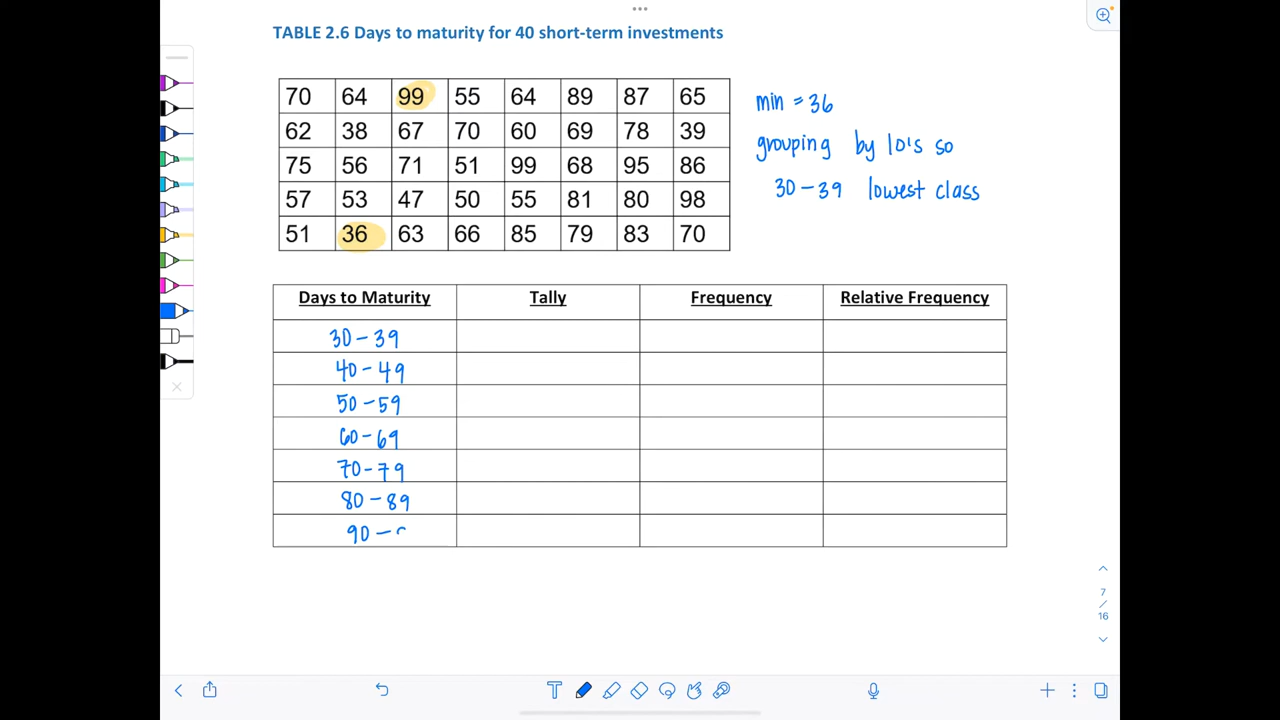 TABLE 2.6 Days to maturity for 40 short-term investments
70 64 99 55 64 89 87 65
62 38 67 70 60 69 78 39
75 56 71 51 99 68 95 86
57 53 47 50 55 81 80 98
51 36 63 66 85 79 83 70
min = 36
grouping by 10's so
30-39 lowest class
Days to Maturity Tally Frequency Relative Frequency
30-39
40-49
50-59
60-69
70-79
80-89
90-
7
/
16
T